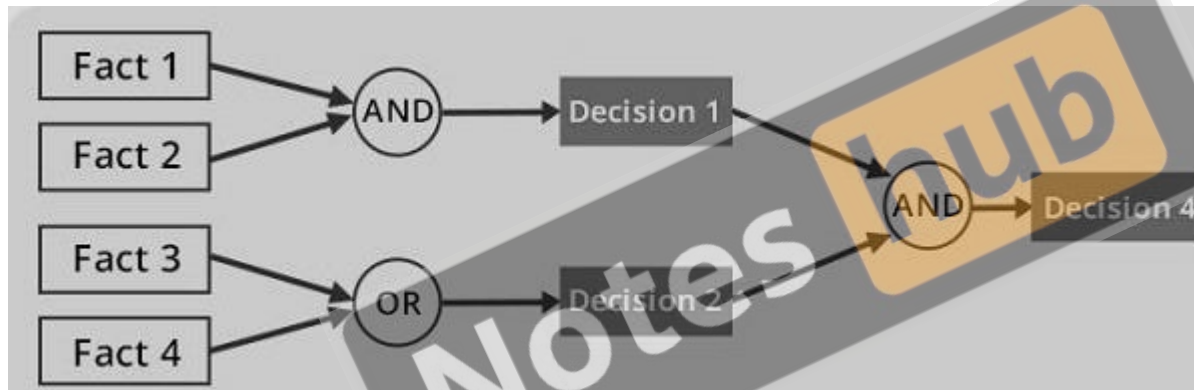 Fact 1
Fact 2
AND
Decision 1
Fact 3
Fact 4
OR
Decision 2
AND
Decision 4
Notes hub